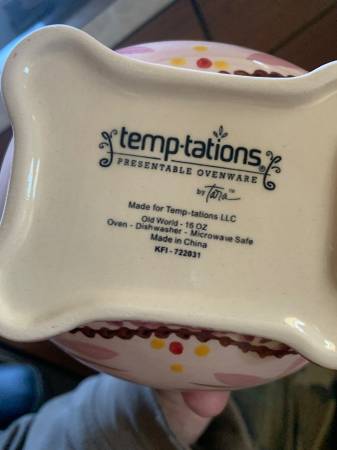 temp-tations®
PRESENTABLE OVENWARE
BY Tara™
Made for Temp-tations LLC
Old World - 16 OZ
Oven - Dishwasher - Microwave Safe
Made in China
KFI - 722031